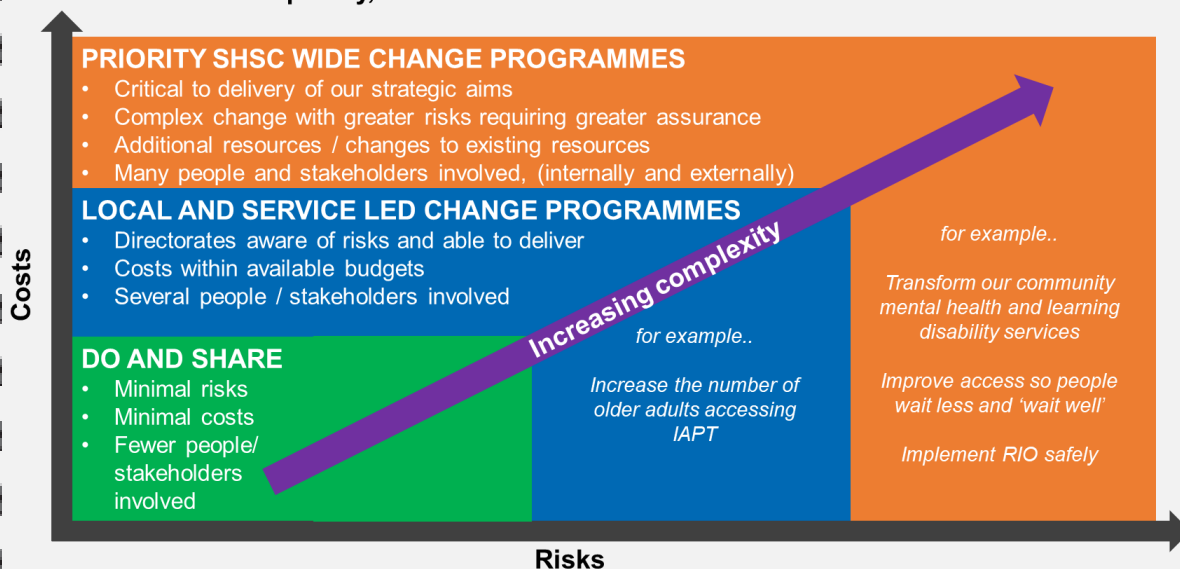 PRIORITY SHSC WIDE CHANGE PROGRAMMES
• Critical to delivery of our strategic aims
• Complex change with greater risks requiring greater assurance
• Additional resources / changes to existing resources
• Many people and stakeholders involved, (internally and externally)
LOCAL AND SERVICE LED CHANGE PROGRAMMES
• Directorates aware of risks and able to deliver
• Costs within available budgets
• Several people / stakeholders involved
DO AND SHARE
• Minimal risks
• Minimal costs
• Fewer people/
stakeholders
involved
Increasing complexity
for example..
Increase the number of
older adults accessing
IAPT
for example..
Transform our community
mental health and learning
disability services
Improve access so people
wait less and ‘wait well’
Implement RIO safely
Costs
Risks